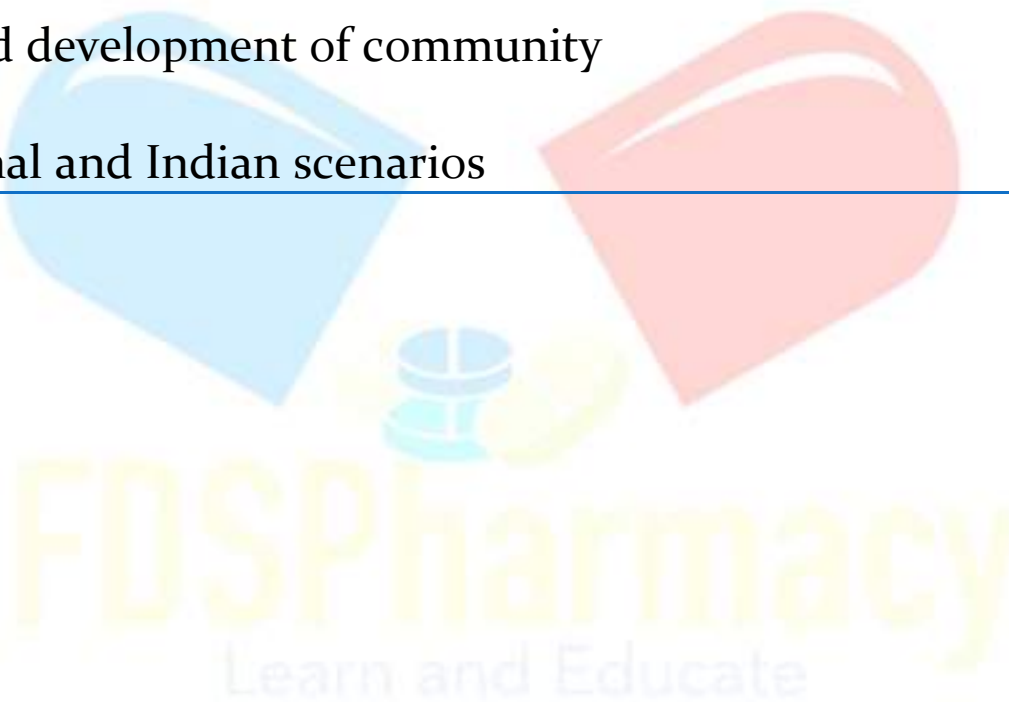 d development of community
nal and Indian scenarios
FDSPharmacy
Learn and Educate